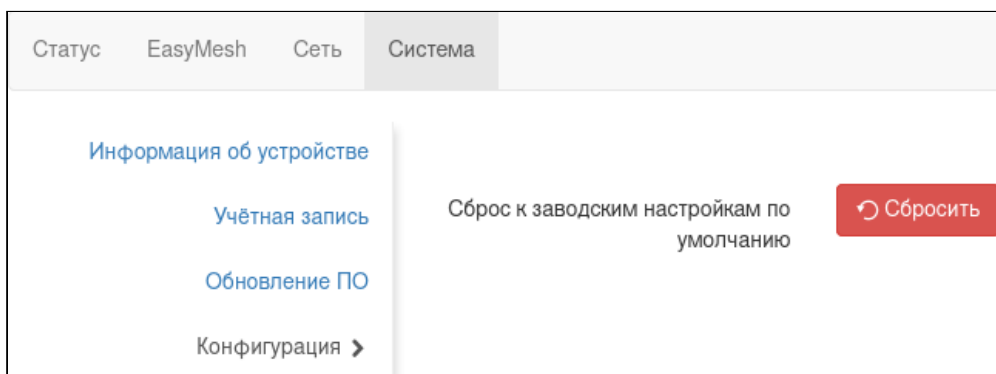 Статус EasyMesh Сеть Система
Информация об устройстве
Учётная запись
Обновление ПО
Конфигурация
Сброс к заводским настройкам по
умолчанию
Сбросить